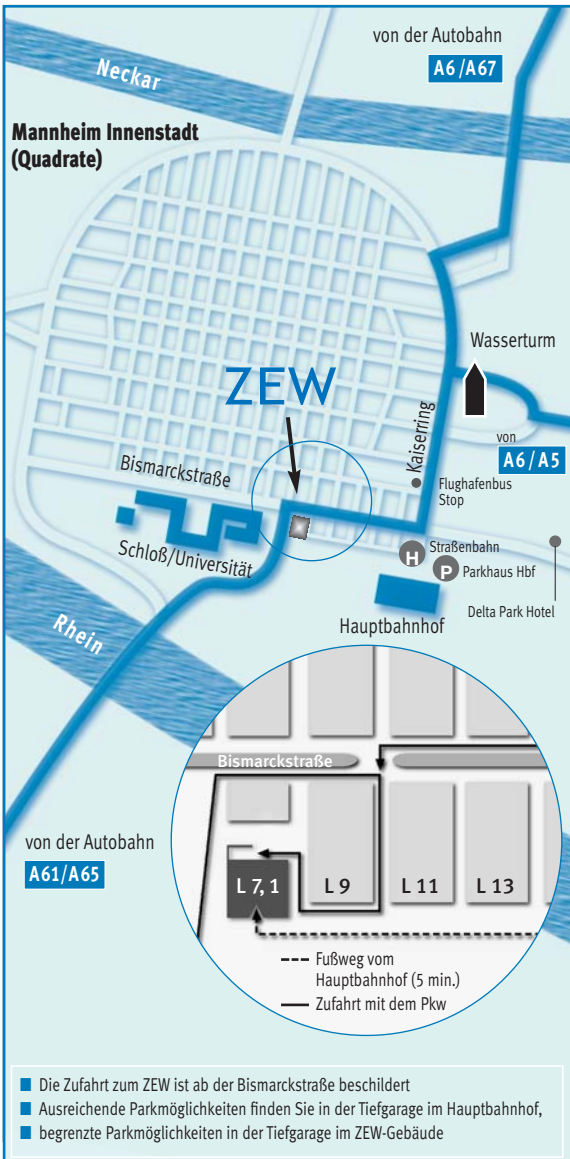 von der Autobahn
A6/A67
Neckar
Mannheim Innenstadt
(Quadrate)
Wasserturm
ZEW
Kaiserring
von
A6/A5
Bismarckstraße
Flughafenbus
Stop
Schloß/Universität
H
Straßenbahn
P
Parkhaus Hbf
Delta Park Hotel
Hauptbahnhof
Rhein
Bismarckstraße
von der Autobahn
A61/A65
L 7, 1
L 9
L 11
L 13
Fußweg vom
Hauptbahnhof (5 min.)
Zufahrt mit dem Pkw
Die Zufahrt zum ZEW ist ab der Bismarckstraße beschildert
Ausreichende Parkmöglichkeiten finden Sie in der Tiefgarage im Hauptbahnhof,
begrenzte Parkmöglichkeiten in der Tiefgarage im ZEW-Gebäude